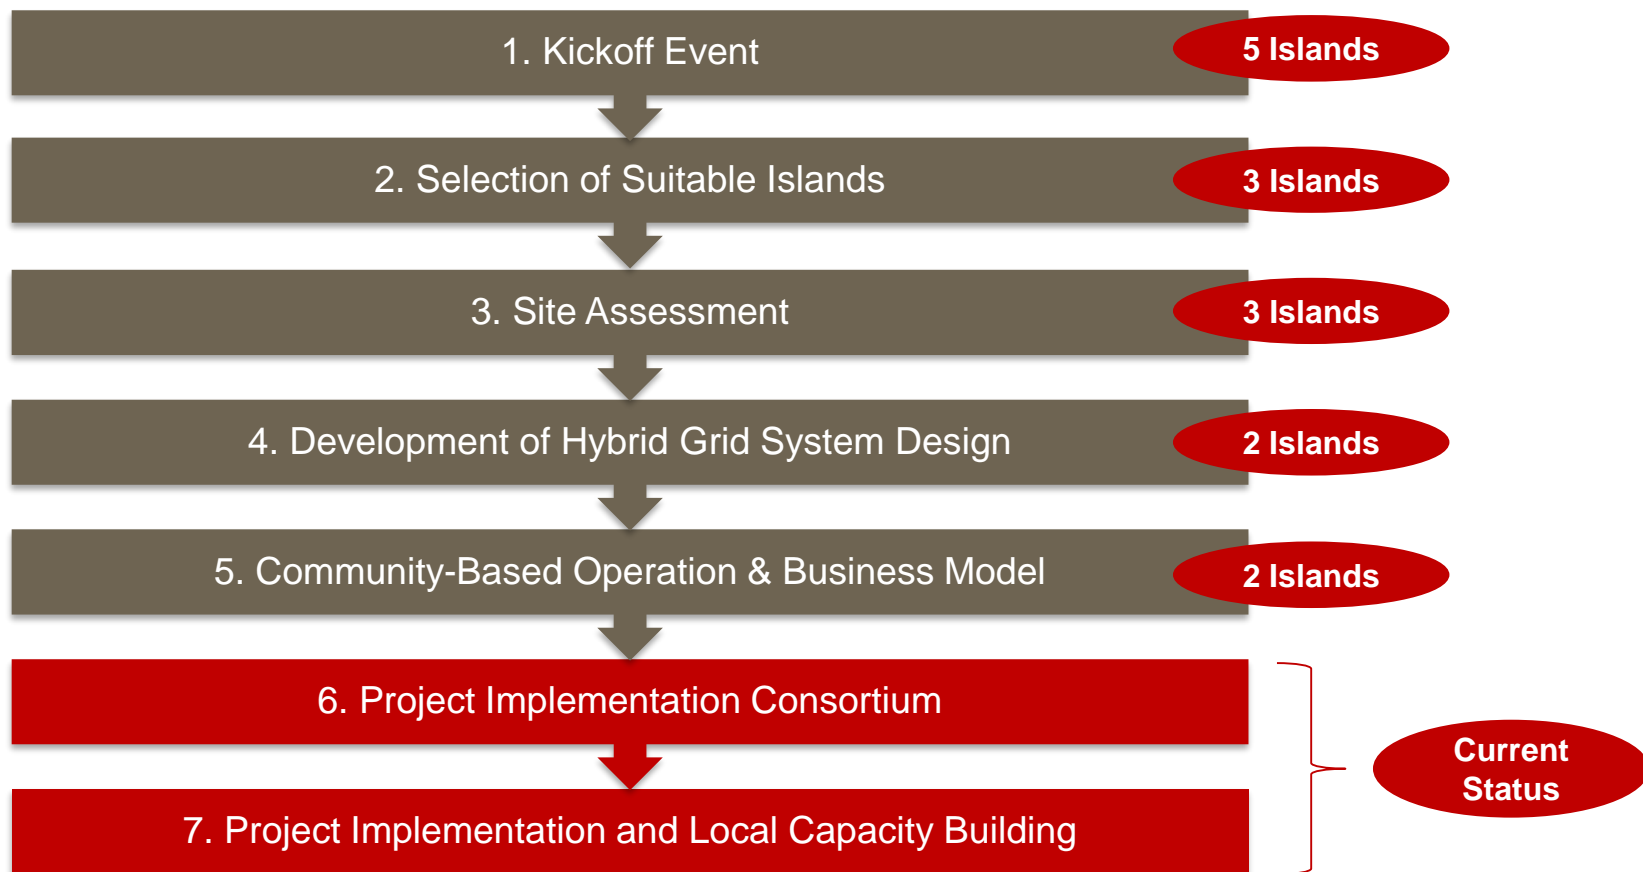 1. Kickoff Event
5 Islands
2. Selection of Suitable Islands
3 Islands
3. Site Assessment
3 Islands
4. Development of Hybrid Grid System Design
2 Islands
5. Community-Based Operation & Business Model
2 Islands
6. Project Implementation Consortium
Current
Status
7. Project Implementation and Local Capacity Building